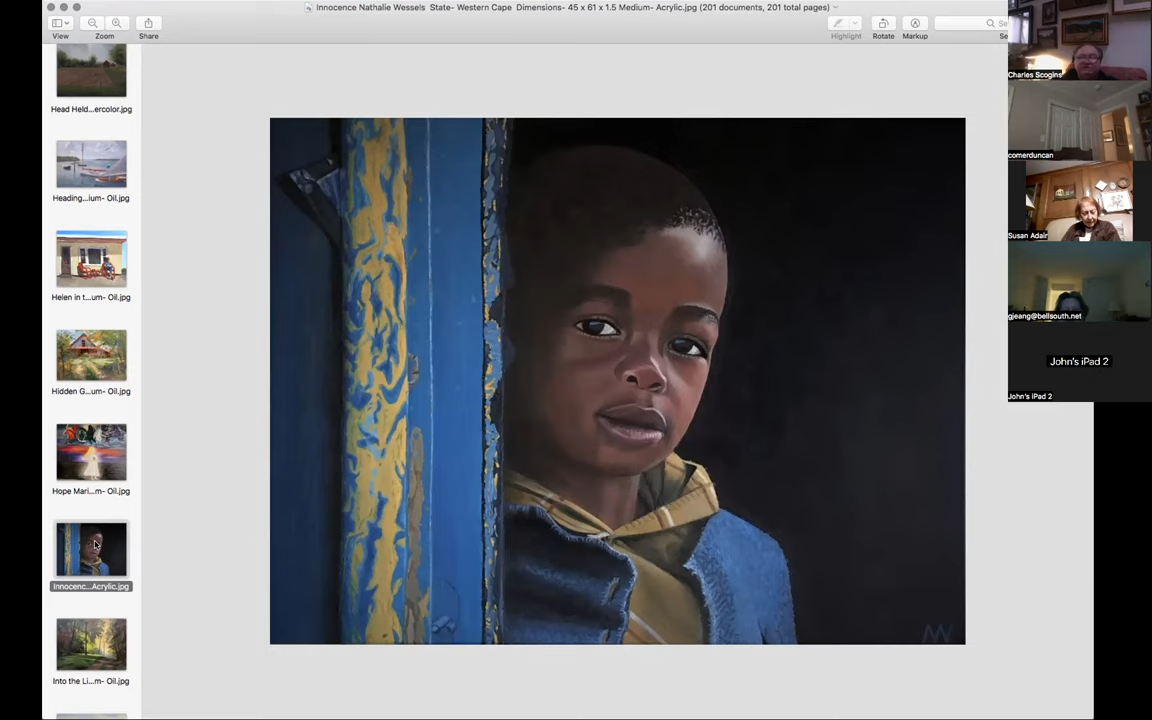 Innocence Nathalie Wessels State- Western Cape Dimensions- 45 x 61 x 1.5 Medium- Acrylic.jpg (201 documents, 201 total pages)
View
Zoom
Share
Highlight
Rotate
Markup
Se
Se
Head Held...ercolor.jpg
Heading...ium- Oil.jpg
Helen in t...um- Oil.jpg
Hidden G...um- Oil.jpg
Hope Mari...m- Oil.jpg
Innocenc...Acrylic.jpg
Into the Li...m- Oil.jpg
Charles Scogins
comerduncan
Susan Adair
gjeang@bellsouth.net
John's iPad 2
John's iPad 2